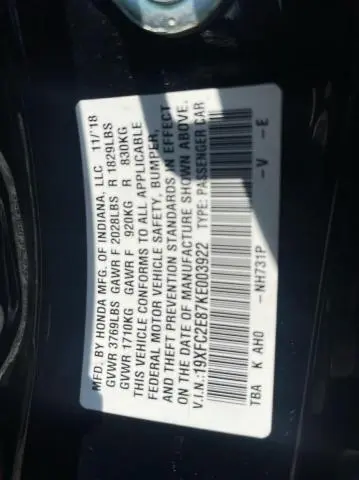 MFD. BY HONDA MFG. OF INDIANA, LLC 11/'18
GVWR 3769LBS GAWR F 2028LBS R 1829LBS
GVWR 1710KG GAWR F 920KG R 830KG
THIS VEHICLE CONFORMS TO ALL APPLICABLE
FEDERAL MOTOR VEHICLE SAFETY, BUMPER,
AND THEFT PREVENTION STANDARDS IN EFFECT
ON THE DATE OF MANUFACTURE SHOWN ABOVE.
V.I.N.:19XFC2E87KE003922 TYPE: PASSENGER CAR
TBA K AH0 -NH731P -V -E